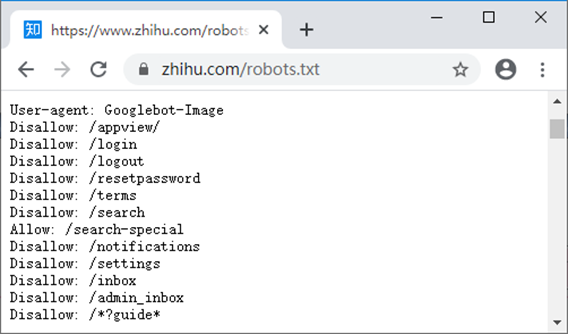 知 https://www.zhihu.com/robots
zhihu.com/robots.txt
User-agent: Googlebot-Image
Disallow: /appview/
Disallow: /login
Disallow: /logout
Disallow: /resetpassword
Disallow: /terms
Disallow: /search
Allow: /search-special
Disallow: /notifications
Disallow: /settings
Disallow: /inbox
Disallow: /admin_inbox
Disallow: /*?guide*